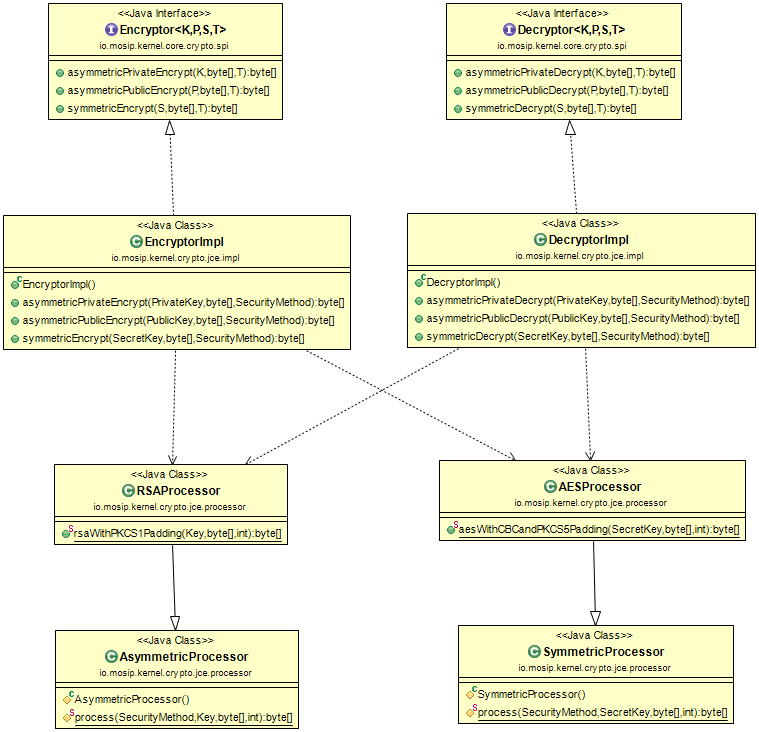 <<Java Interface>>
Encryptor<K,P,S,T>
io.mosip.kernel.core.crypto.spi
asymmetricPrivateEncrypt(K,byte[],T):byte[]
asymmetricPublicEncrypt(P,byte[],T):byte[]
symmetricEncrypt(S,byte[],T):byte[]
<<Java Interface>>
Decryptor<K,P,S,T>
io.mosip.kernel.core.crypto.spi
asymmetricPrivateDecrypt(K,byte[],T):byte[]
asymmetricPublicDecrypt(P,byte[],T):byte[]
symmetricDecrypt(S,byte[],T):byte[]
<<Java Class>>
EncryptorImpl
io.mosip.kernel.crypto.jce.impl
EncryptorImpl()
asymmetricPrivateEncrypt(PrivateKey,byte[],SecurityMethod):byte[]
asymmetricPublicEncrypt(PublicKey,byte[],SecurityMethod):byte[]
symmetricEncrypt(SecretKey,byte[],SecurityMethod):byte[]
<<Java Class>>
DecryptorImpl
io.mosip.kernel.crypto.jce.impl
DecryptorImpl()
asymmetricPrivateDecrypt(PrivateKey,byte[],SecurityMethod):byte[]
asymmetricPublicDecrypt(PublicKey,byte[],SecurityMethod):byte[]
symmetricDecrypt(SecretKey,byte[],SecurityMethod):byte[]
<<Java Class>>
RSAProcessor
io.mosip.kernel.crypto.jce.processor
rsaWithPKCS1Padding(Key,byte[],int):byte[]
<<Java Class>>
AESProcessor
io.mosip.kernel.crypto.jce.processor
aesWithCBCandPKCS5Padding(SecretKey,byte[],int):byte[]
<<Java Class>>
AsymmetricProcessor
io.mosip.kernel.crypto.jce.processor
AsymmetricProcessor()
process(SecurityMethod,Key,byte[],int):byte[]
<<Java Class>>
SymmetricProcessor
io.mosip.kernel.crypto.jce.processor
SymmetricProcessor()
process(SecurityMethod,SecretKey,byte[],int):byte[]